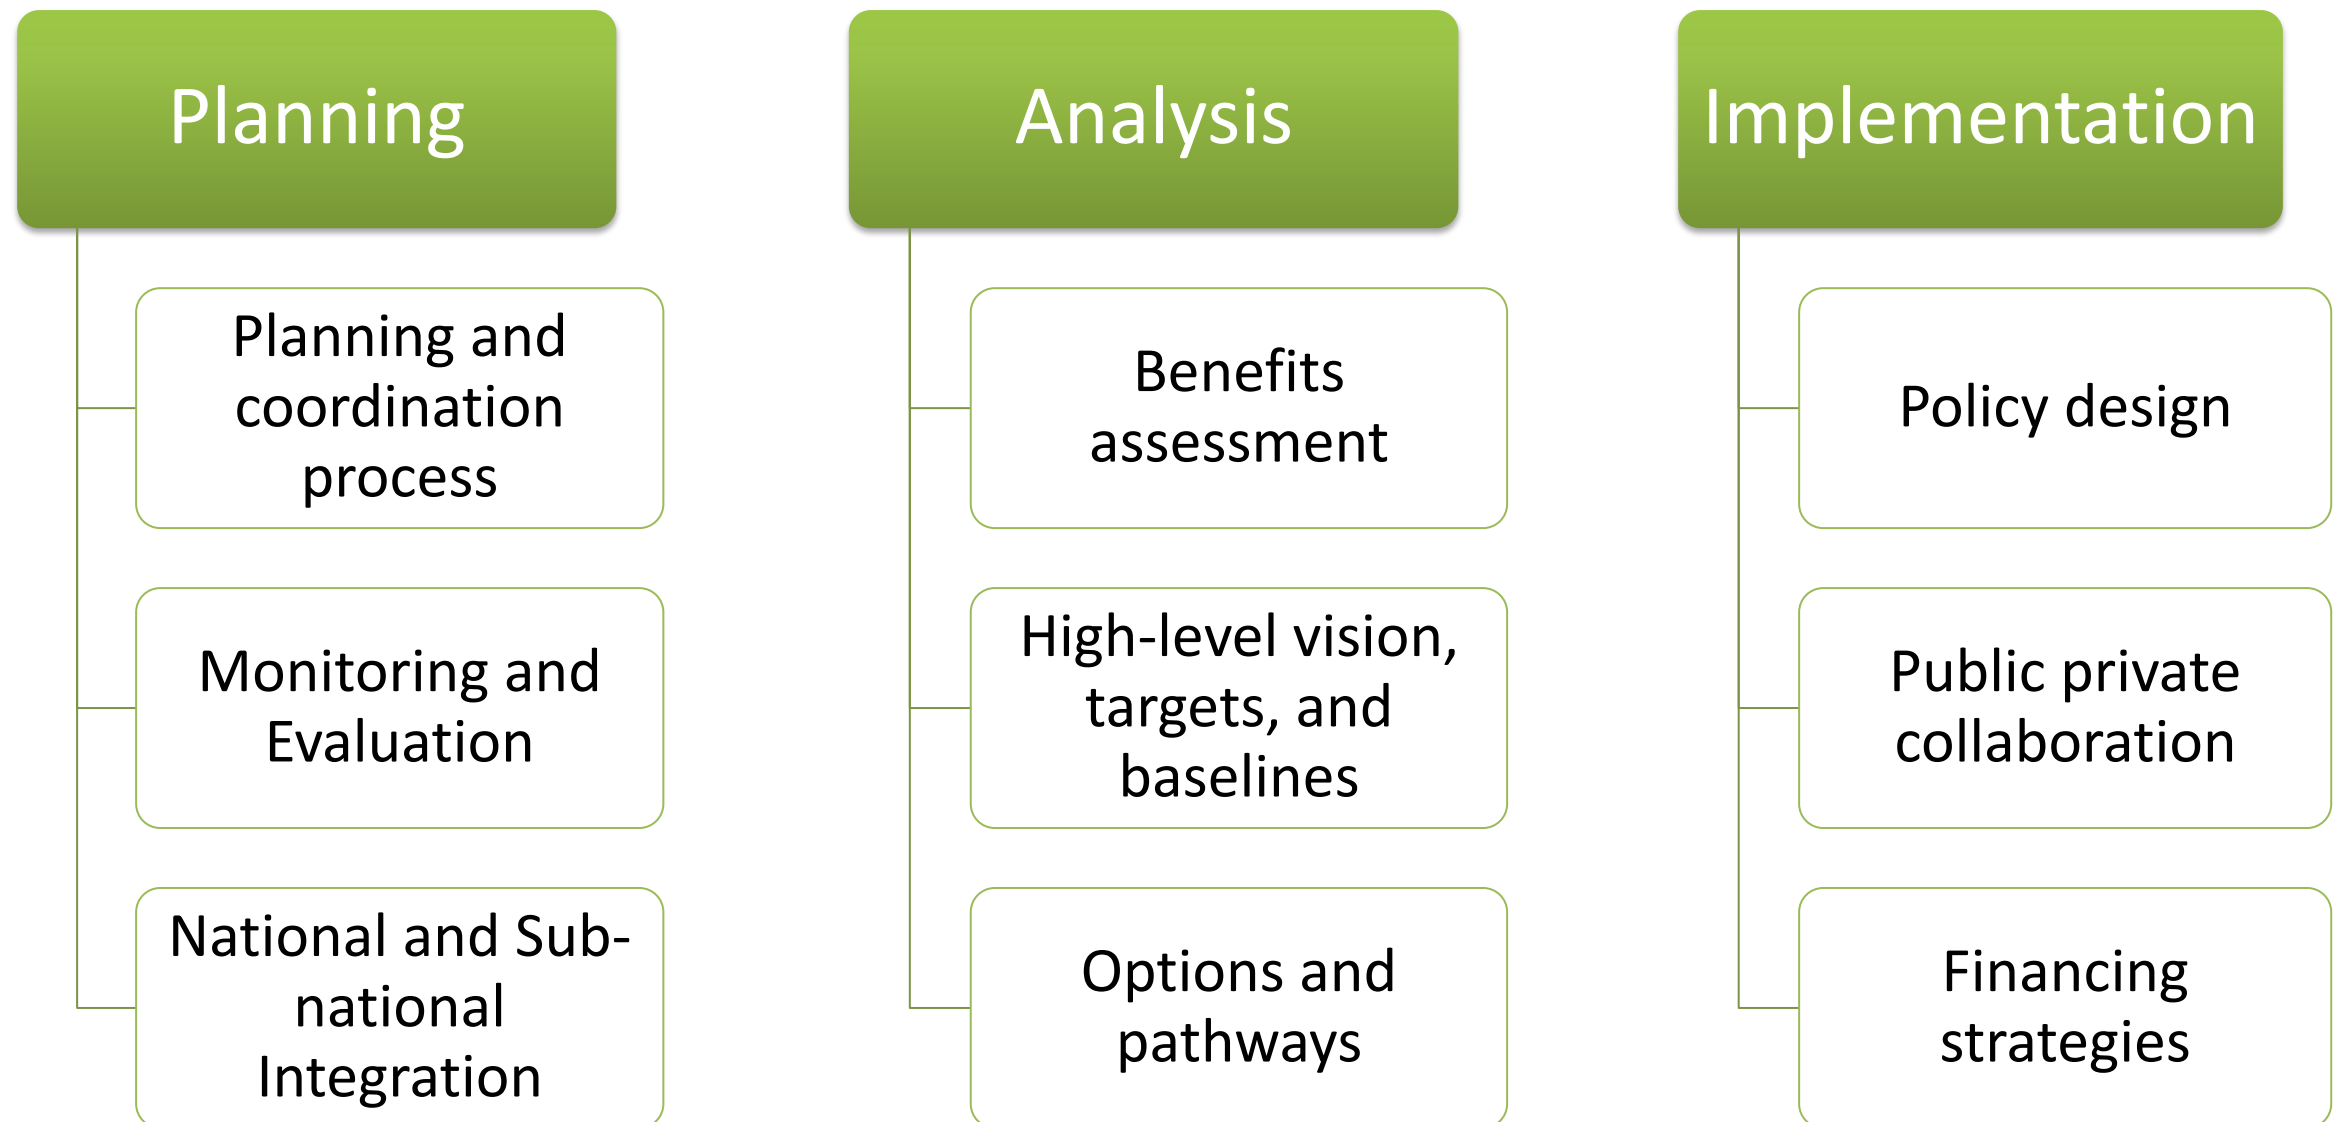 Planning
Planning and
coordination
process
Monitoring and
Evaluation
National and Sub-
national
Integration
Analysis
Benefits
assessment
High-level vision,
targets, and
baselines
Options and
pathways
Implementation
Policy design
Public private
collaboration
Financing
strategies